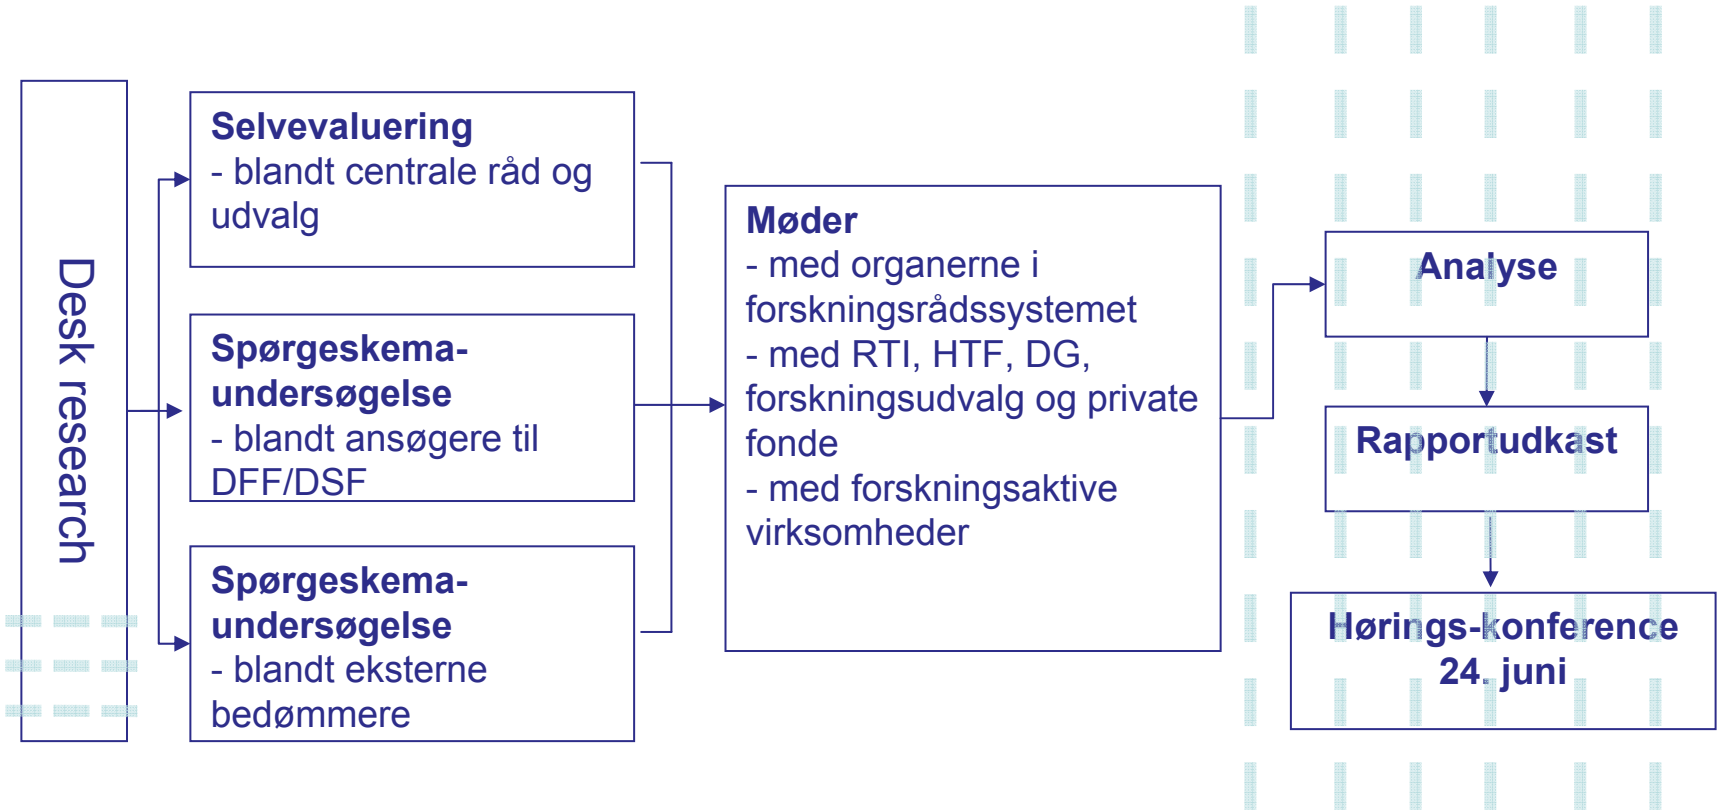 Desk research
Selvevaluering
- blandt centrale råd og
udvalg
Spørgeskema-
undersøgelse
- blandt ansøgere til
DFF/DSF
Spørgeskema-
undersøgelse
- blandt eksterne
bedømmere
Møder
- med organerne i
forskningsrådssystemet
- med RTI, HTF, DG,
forskningsudvalg og private
fonde
- med forskningsaktive
virksomheder
Analyse
Rapportudkast
Hørings-konference
24. juni